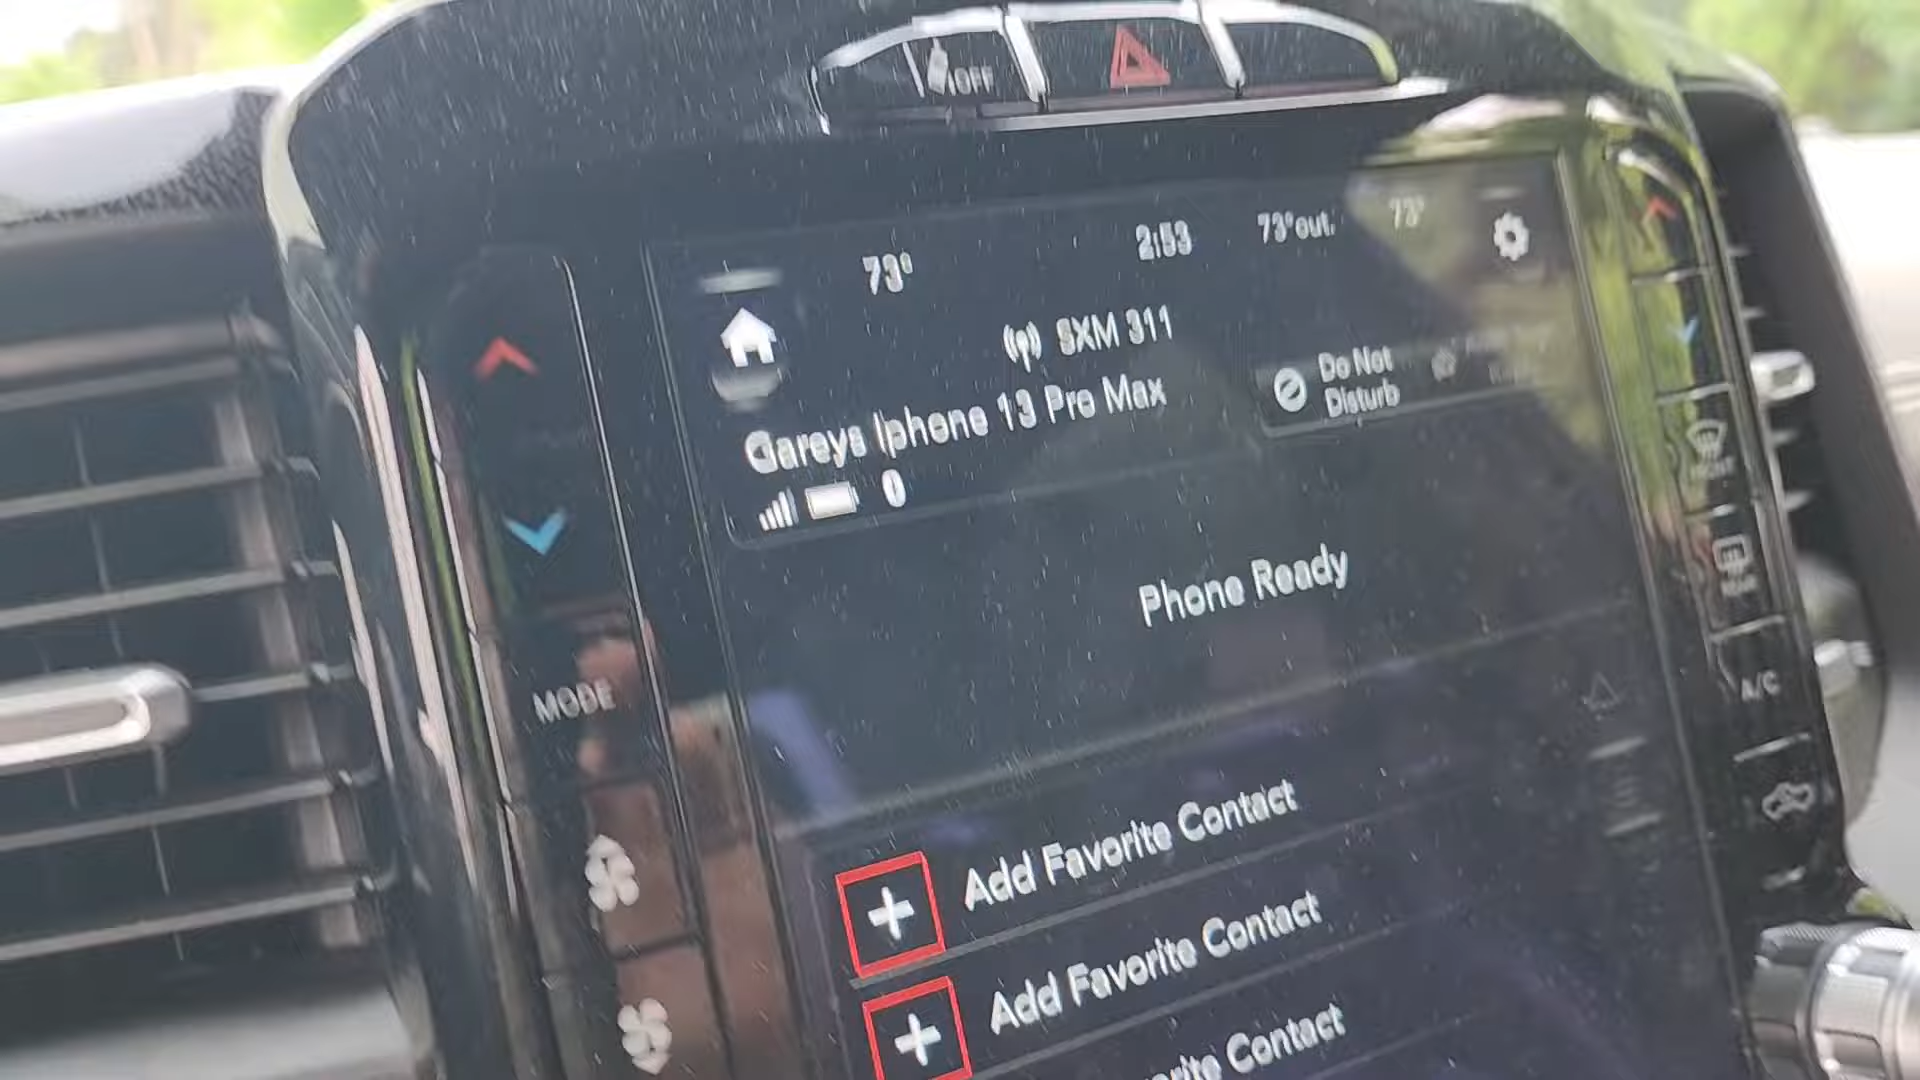 OFF
73° 2:53 73°out. 73°
SXM 311
Gareys Iphone 13 Pro Max
0
Do Not
Disturb
Phone Ready
MODE
A/C
Add Favorite Contact
Add Favorite Contact
Contact